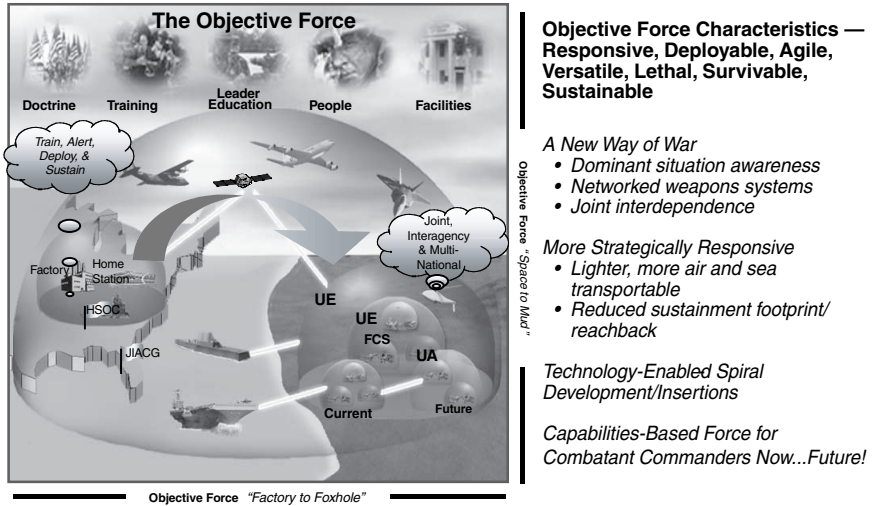 The Objective Force
Doctrine
Training
Leader
Education
People
Facilities
Train, Alert,
Deploy, &
Sustain
Joint,
Interagency
& Multi-
National
Factory
Home
Station
HSOC
JIACG
UE
UE
FCS
UA
Current
Future
Objective Force "Factory to Foxhole"
Objective Force "Space to Mud"
Objective Force Characteristics —
Responsive, Deployable, Agile,
Versatile, Lethal, Survivable,
Sustainable
A New Way of War
• Dominant situation awareness
• Networked weapons systems
• Joint interdependence
More Strategically Responsive
• Lighter, more air and sea
transportable
• Reduced sustainment footprint/
reachback
Technology-Enabled Spiral
Development/Insertions
Capabilities-Based Force for
Combatant Commanders Now...Future!